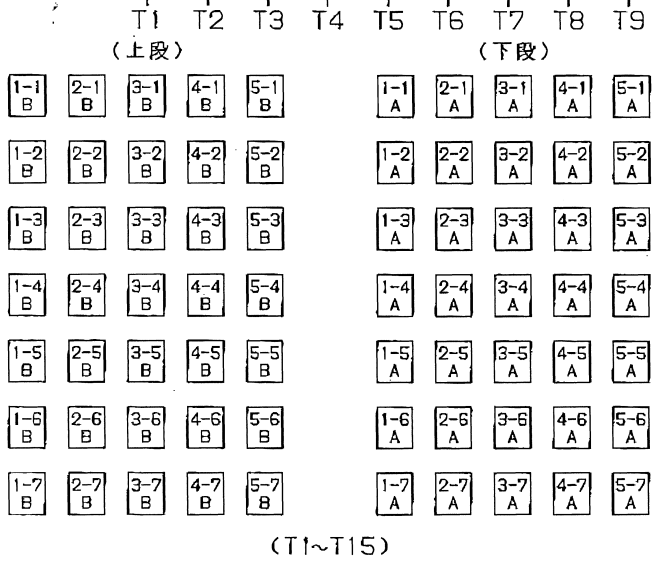 T1 T2 T3 T4 T5 T6 T7 T8 T9
(上段) (下段)
1-1 2-1 3-1 4-1 5-1 1-1 2-1 3-1 4-1 5-1
B B B B B A A A A A
1-2 2-2 3-2 4-2 5-2 1-2 2-2 3-2 4-2 5-2
B B B B B A A A A A
1-3 2-3 3-3 4-3 5-3 1-3 2-3 3-3 4-3 5-3
B B B B B A A A A A
1-4 2-4 3-4 4-4 5-4 1-4 2-4 3-4 4-4 5-4
B B B B B A A A A A
1-5 2-5 3-5 4-5 5-5 1-5 2-5 3-5 4-5 5-5
B B B B B A A A A A
1-6 2-6 3-6 4-6 5-6 1-6 2-6 3-6 4-6 5-6
B B B B B A A A A A
1-7 2-7 3-7 4-7 5-7 1-7 2-7 3-7 4-7 5-7
B B B B B A A A A A
(T1~T15)